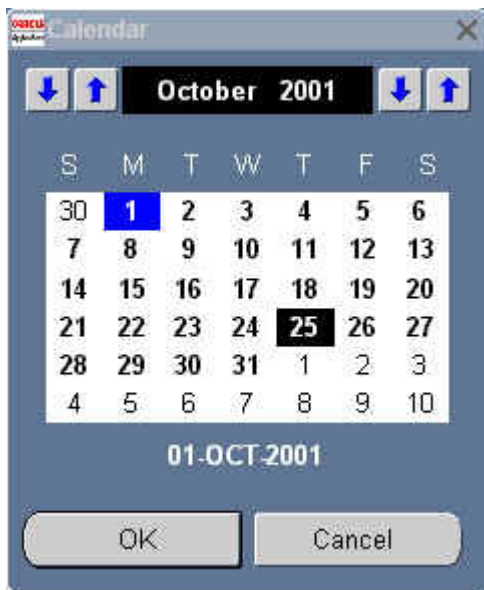 ORACLE
Applications
Calendar
October 2001
S M T W T F S
30 1 2 3 4 5 6
7 8 9 10 11 12 13
14 15 16 17 18 19 20
21 22 23 24 25 26 27
28 29 30 31 1 2 3
4 5 6 7 8 9 10
01-OCT-2001
OK Cancel